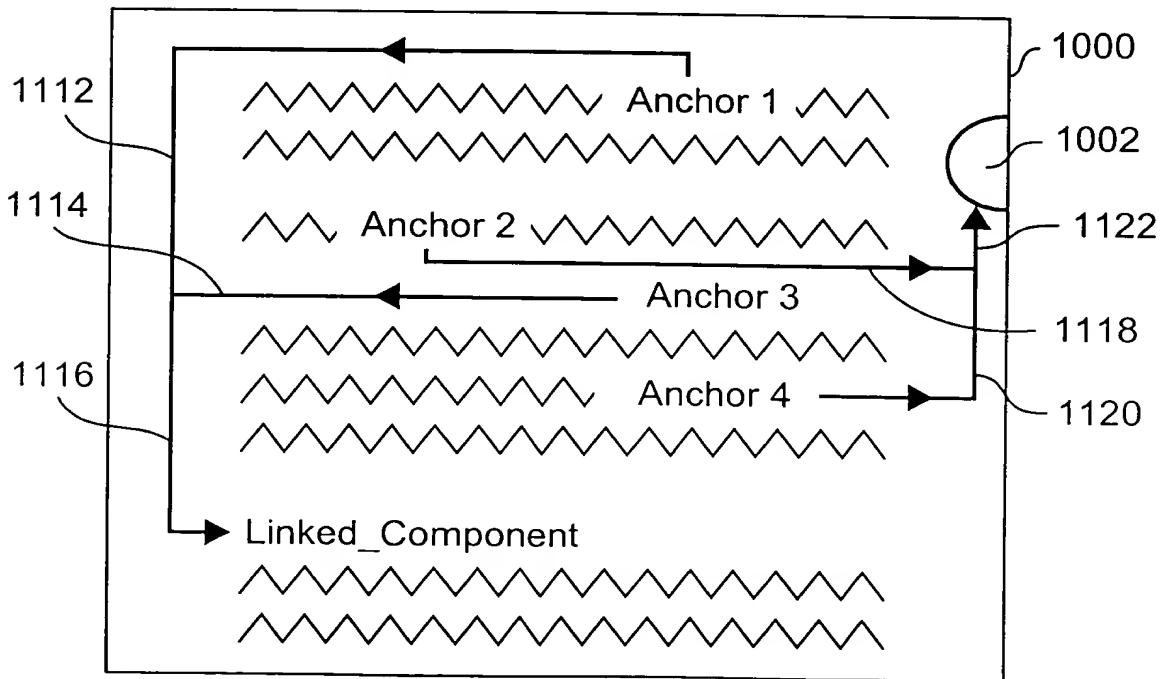 1000
1112
Anchor 1
1002
1114
Anchor 2
1122
Anchor 3
1118
1116
Anchor 4
1120
Linked_Component